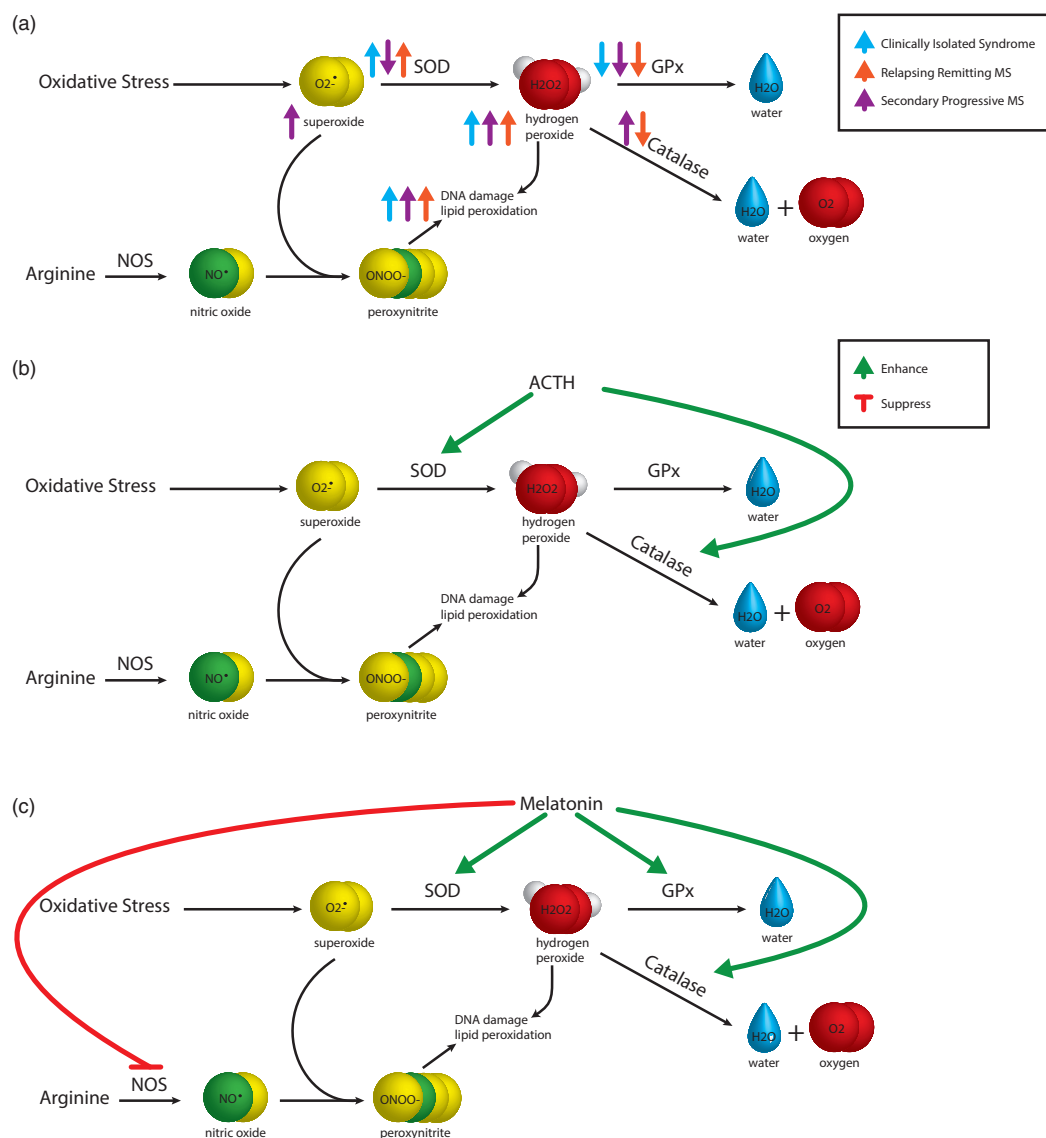 (a)
Oxidative Stress
O2-•
superoxide
SOD
H2O2
hydrogen
peroxide
GPx
H2O
water
Catalase
H2O
water
+
O2
oxygen
DNA damage
lipid peroxidation
Arginine
NOS
NO•
nitric oxide
ONOO-
peroxynitrite
Clinically Isolated Syndrome
Relapsing Remitting MS
Secondary Progressive MS
(b)
ACTH
Enhance
Suppress
Oxidative Stress
O2-•
superoxide
SOD
H2O2
hydrogen
peroxide
GPx
H2O
water
Catalase
H2O
water
+
O2
oxygen
DNA damage
lipid peroxidation
Arginine
NOS
NO•
nitric oxide
ONOO-
peroxynitrite
(c)
Melatonin
Oxidative Stress
O2-•
superoxide
SOD
H2O2
hydrogen
peroxide
GPx
H2O
water
Catalase
H2O
water
+
O2
oxygen
DNA damage
lipid peroxidation
Arginine
NOS
NO•
nitric oxide
ONOO-
peroxynitrite